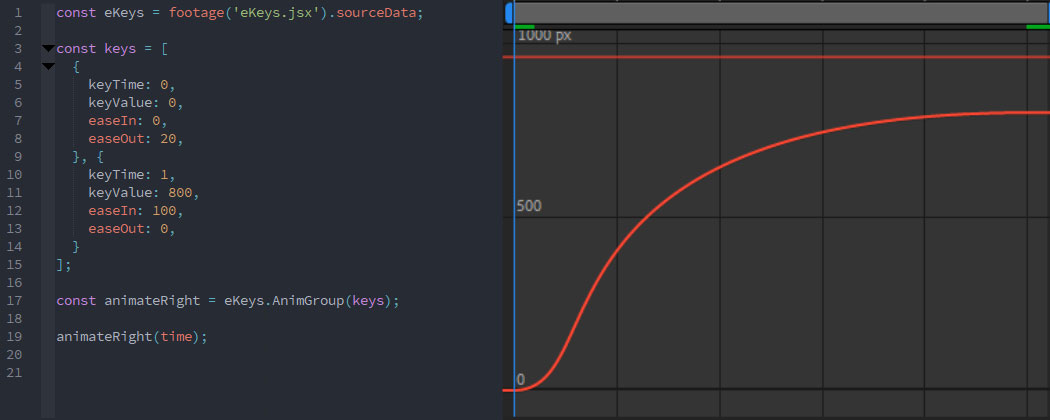 1 const eKeys = footage('eKeys.jsx').sourceData;
2
3 const keys = [
4 {
5 keyTime: 0,
6 keyValue: 0,
7 easeIn: 0,
8 easeOut: 20,
9 }, {
10 keyTime: 1,
11 keyValue: 800,
12 easeIn: 100,
13 easeOut: 0,
14 }
15 ];
16
17 const animateRight = eKeys.AnimGroup(keys);
18
19 animateRight(time);
20
21
1000 px
500
0